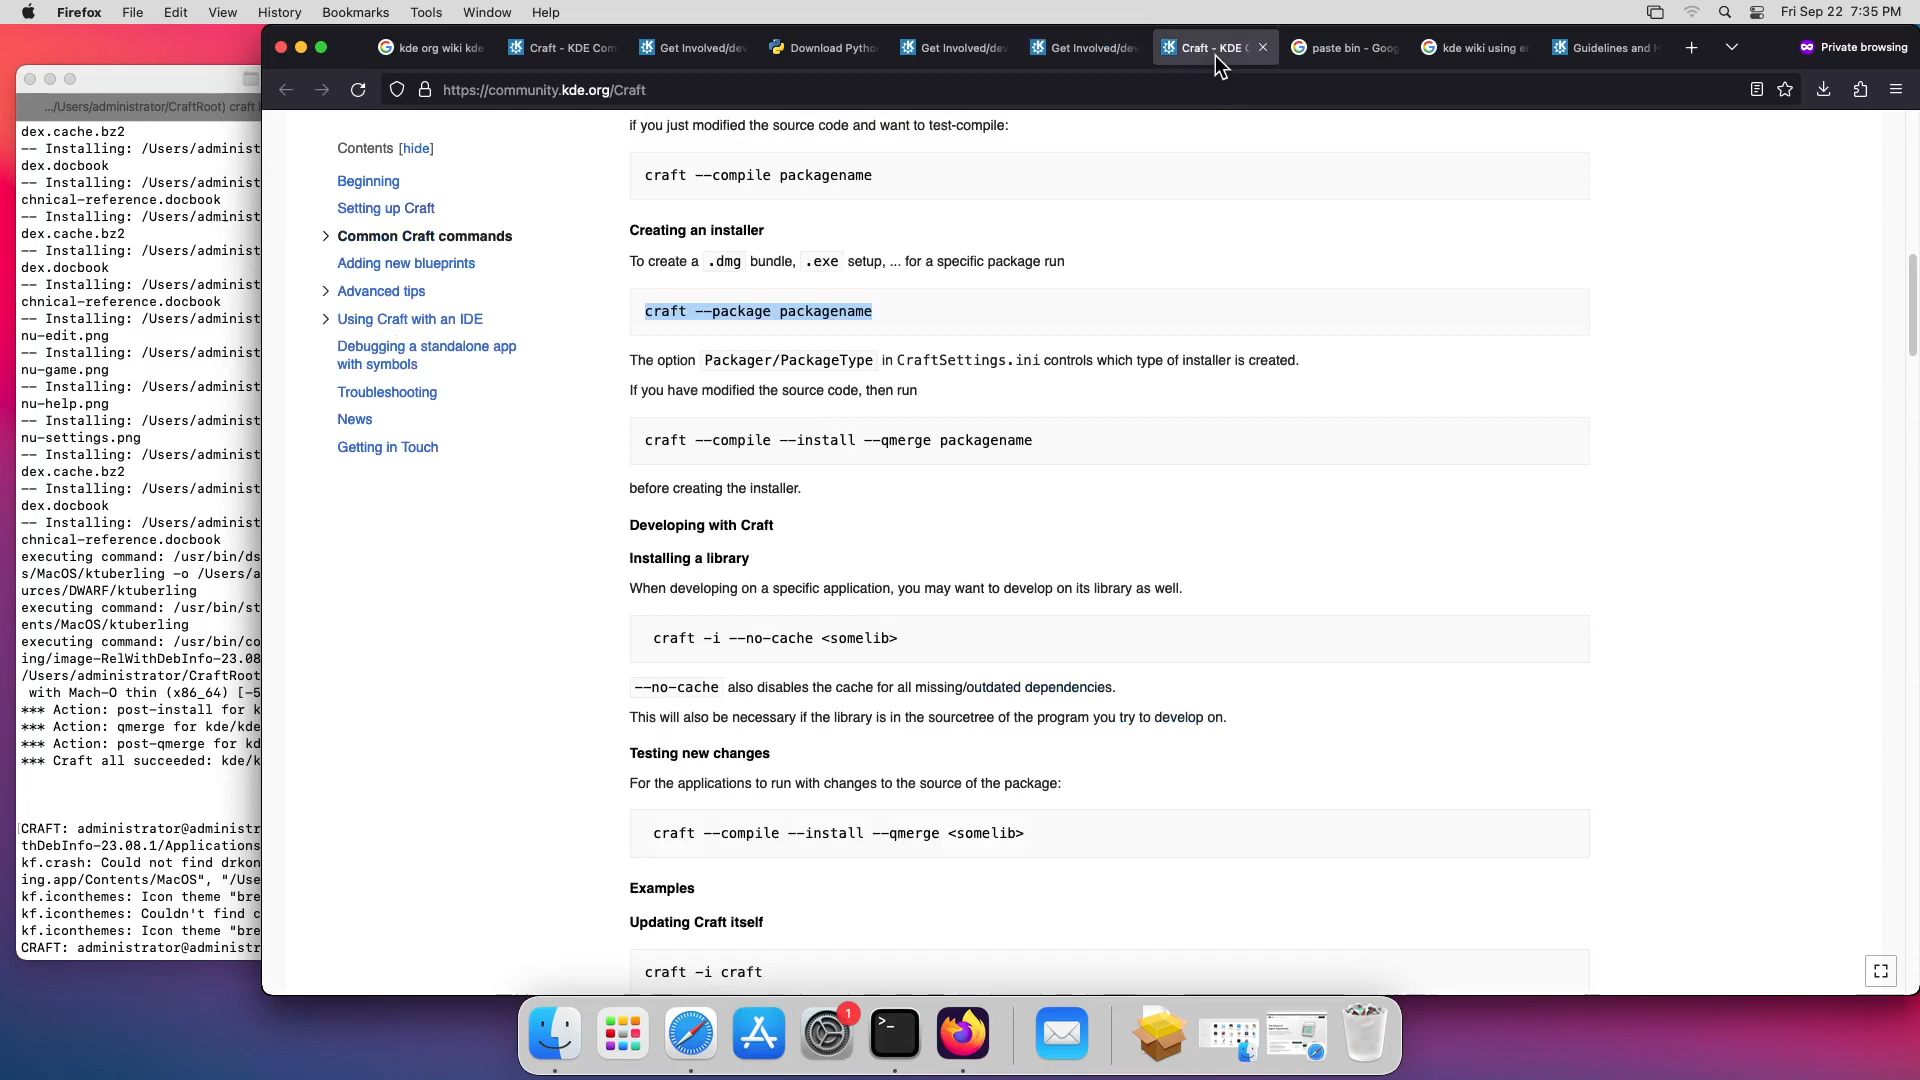 Firefox File Edit View History Bookmarks Tools Window Help
Fri Sep 22 7:35 PM
kde org wiki kde
Craft - KDE Com
Get Involved/dev
Download Pytho
Get Involved/dev
Get Involved/dev
Craft - KDE C
paste bin - Goog
kde wiki using e
Guidelines and H
Private browsing
https://community.kde.org/Craft
.../Users/administrator/CraftRoot) craft
dex.cache.bz2
-- Installing: /Users/administ
dex.docbook
-- Installing: /Users/administ
chnical-reference.docbook
-- Installing: /Users/administ
dex.cache.bz2
-- Installing: /Users/administ
dex.docbook
-- Installing: /Users/administ
chnical-reference.docbook
-- Installing: /Users/administ
nu-edit.png
-- Installing: /Users/administ
nu-game.png
-- Installing: /Users/administ
nu-help.png
-- Installing: /Users/administ
nu-settings.png
-- Installing: /Users/administ
dex.cache.bz2
-- Installing: /Users/administ
dex.docbook
-- Installing: /Users/administ
chnical-reference.docbook
executing command: /usr/bin/ds
s/MacOS/ktuberling -o /Users/a
urces/DWARF/ktuberling
executing command: /usr/bin/st
ents/MacOS/ktuberling
executing command: /usr/bin/co
ing/image-RelWithDebInfo-23.08
/Users/administrator/CraftRoot
with Mach-O thin (x86_64) [-5
*** Action: post-install for k
*** Action: qmerge for kde/kde
*** Action: post-qmerge for kd
*** Craft all succeeded: kde/k
CRAFT: administrator@administr
thDebInfo-23.08.1/Applications
kf.crash: Could not find drkon
ing.app/Contents/MacOS", "/Use
kf.iconthemes: Icon theme "bre
kf.iconthemes: Couldn't find c
kf.iconthemes: Icon theme "bre
CRAFT: administrator@administr
Contents [hide]
Beginning
Setting up Craft
Common Craft commands
Adding new blueprints
Advanced tips
Using Craft with an IDE
Debugging a standalone app
with symbols
Troubleshooting
News
Getting in Touch
if you just modified the source code and want to test-compile:
craft --compile packagename
Creating an installer
To create a .dmg bundle, .exe setup, ... for a specific package run
craft --package packagename
The option Packager/PackageType in CraftSettings.ini controls which type of installer is created.
If you have modified the source code, then run
craft --compile --install --qmerge packagename
before creating the installer.
Developing with Craft
Installing a library
When developing on a specific application, you may want to develop on its library as well.
craft -i --no-cache <somelib>
--no-cache also disables the cache for all missing/outdated dependencies.
This will also be necessary if the library is in the sourcetree of the program you try to develop on.
Testing new changes
For the applications to run with changes to the source of the package:
craft --compile --install --qmerge <somelib>
Examples
Updating Craft itself
craft -i craft
1